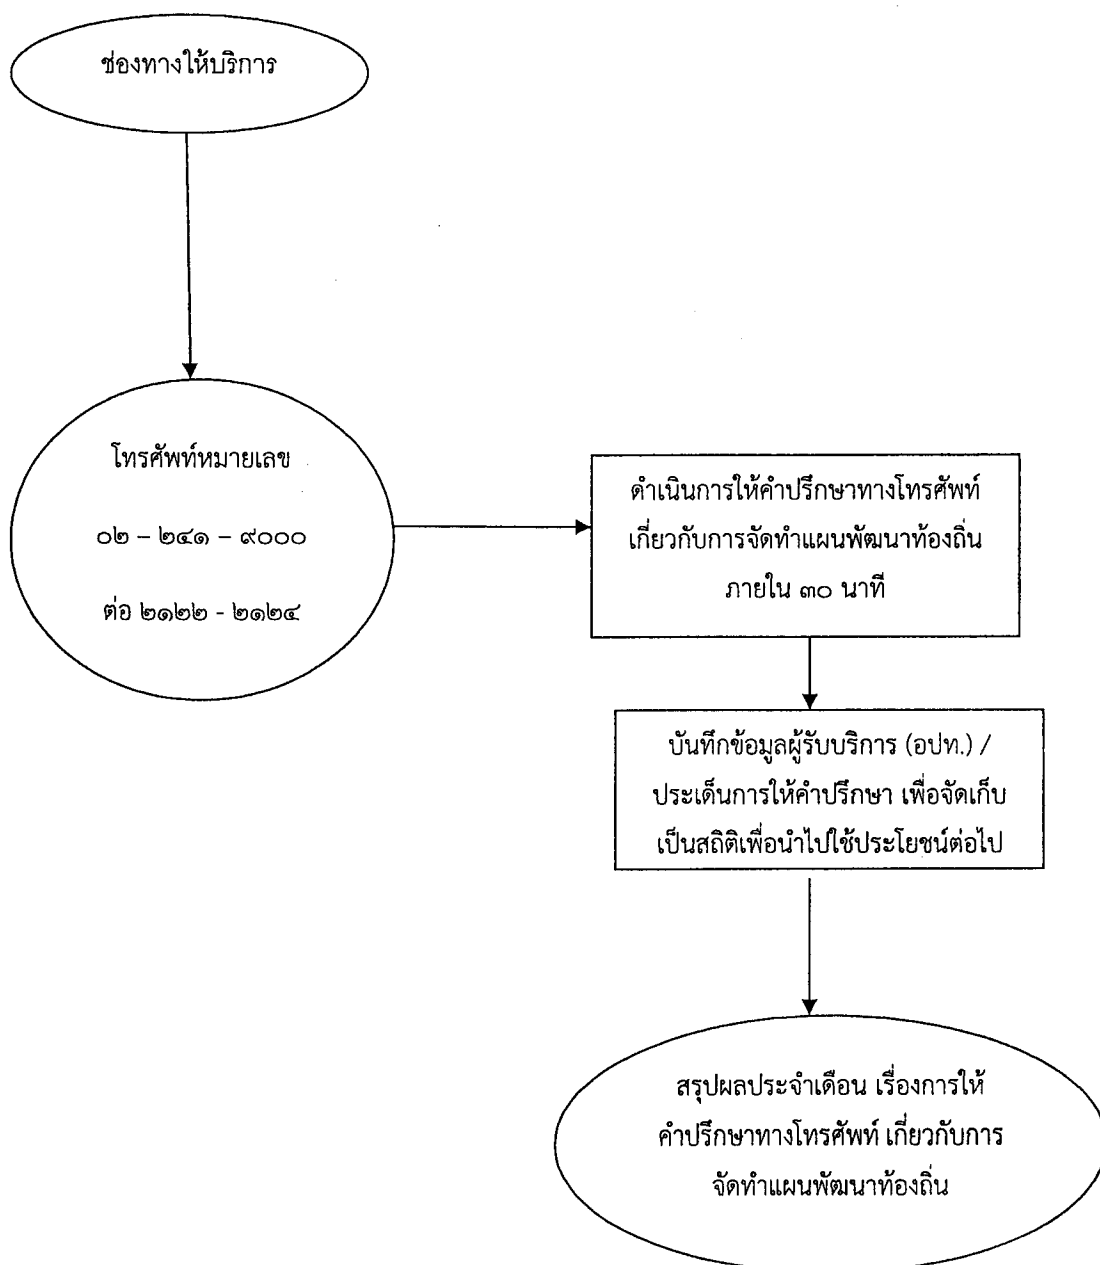 ช่องทางให้บริการ
โทรศัพท์หมายเลข
๐๒ – ๒๔๑ – ๙๐๐๐
ต่อ ๒๑๒๒ - ๒๑๒๔
ดำเนินการให้คำปรึกษาทางโทรศัพท์
เกี่ยวกับการจัดทำแผนพัฒนาท้องถิ่น
ภายใน ๓๐ นาที
บันทึกข้อมูลผู้รับบริการ (อปท.) /
ประเด็นการให้คำปรึกษา เพื่อจัดเก็บ
เป็นสถิติเพื่อนำไปใช้ประโยชน์ต่อไป
สรุปผลประจำเดือน เรื่องการให้
คำปรึกษาทางโทรศัพท์ เกี่ยวกับการ
จัดทำแผนพัฒนาท้องถิ่น